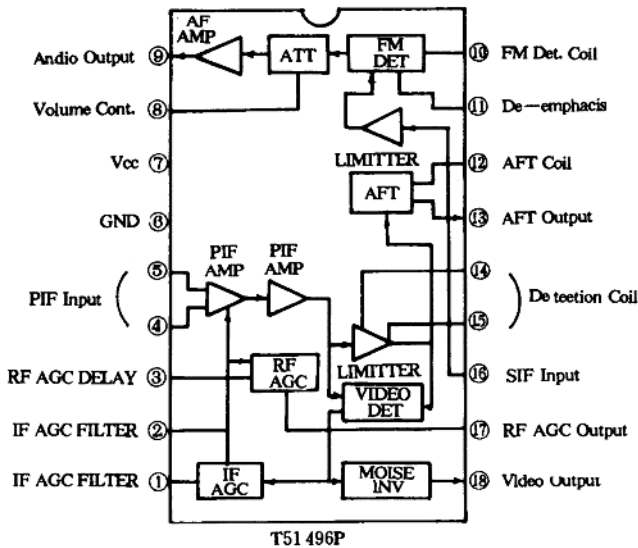 AF
AMP
Andio Output ⑨
ATT
FM
DET
⑩ FM Det. Coil
Volume Cont. ⑧
⑪ De-emphacis
Vcc ⑦
LIMITTER
⑫ AFT Coil
AFT
GND ⑥
⑬ AFT Output
PIF
AMP
PIF
AMP
⑤
PIF Input
④
⑭
Deteetion Coil
⑮
RF AGC DELAY ③
RF
AGC
LIMITTER
⑯ SIF Input
VIDEO
DET
IF AGC FILTER ②
⑰ RF AGC Output
IF AGC FILTER ①
IF
AGC
MOISE
INV
⑱ Video Output
T51496P